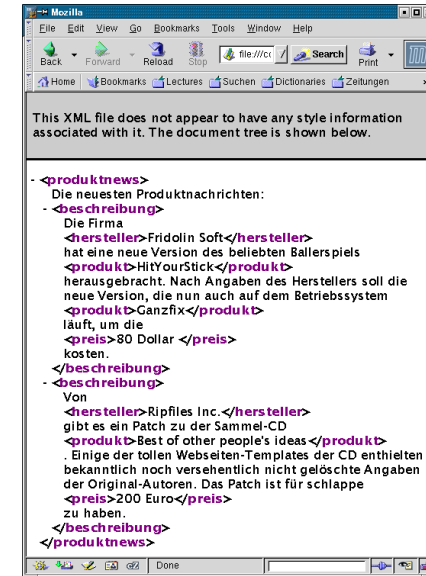 Mozilla
File Edit View Go Bookmarks Tools Window Help
Back Forward Reload Stop file:///cc Search Print
Home Bookmarks Lectures Suchen Dictionaries Zeitungen
This XML file does not appear to have any style information
associated with it. The document tree is shown below.
- <produktnews>
Die neuesten Produktnachrichten:
- <beschreibung>
Die Firma
<hersteller>Fridolin Soft</hersteller>
hat eine neue Version des beliebten Ballerspiels
<produkt>HitYourStick</produkt>
herausgebracht. Nach Angaben des Herstellers soll die
neue Version, die nun auch auf dem Betriebssystem
<produkt>Ganzfix</produkt>
läuft, um die
<preis>80 Dollar </preis>
kosten.
</beschreibung>
- <beschreibung>
Von
<hersteller>Ripfiles Inc.</hersteller>
gibt es ein Patch zu der Sammel-CD
<produkt>Best of other people's ideas</produkt>
. Einige der tollen Webseiten-Templates der CD enthielten
bekanntlich noch versehentlich nicht gelöschte Angaben
der Original-Autoren. Das Patch ist für schlappe
<preis>200 Euro</preis>
zu haben.
</beschreibung>
</produktnews>
Done